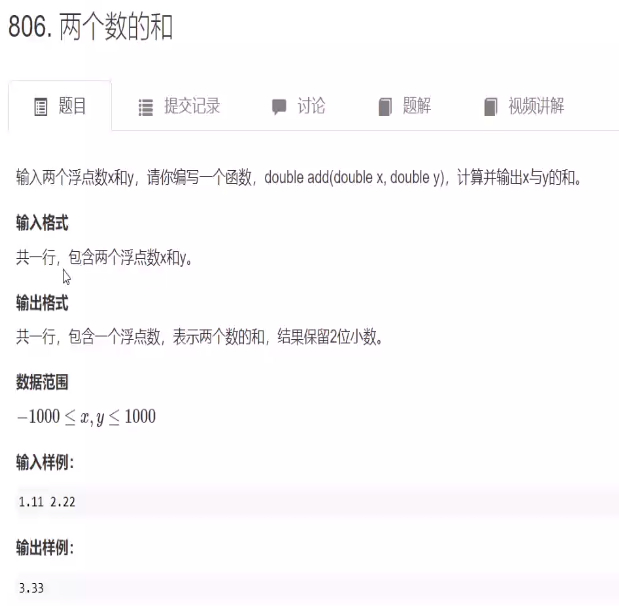 806. 两个数的和
题目 提交记录 讨论 题解 视频讲解
输入两个浮点数x和y，请你编写一个函数，double add(double x, double y)，计算并输出x与y的和。
输入格式
共一行，包含两个浮点数x和y。
输出格式
共一行，包含一个浮点数，表示两个数的和，结果保留2位小数。
数据范围
−1000 ≤ x, y ≤ 1000
输入样例：
1.11 2.22
输出样例：
3.33